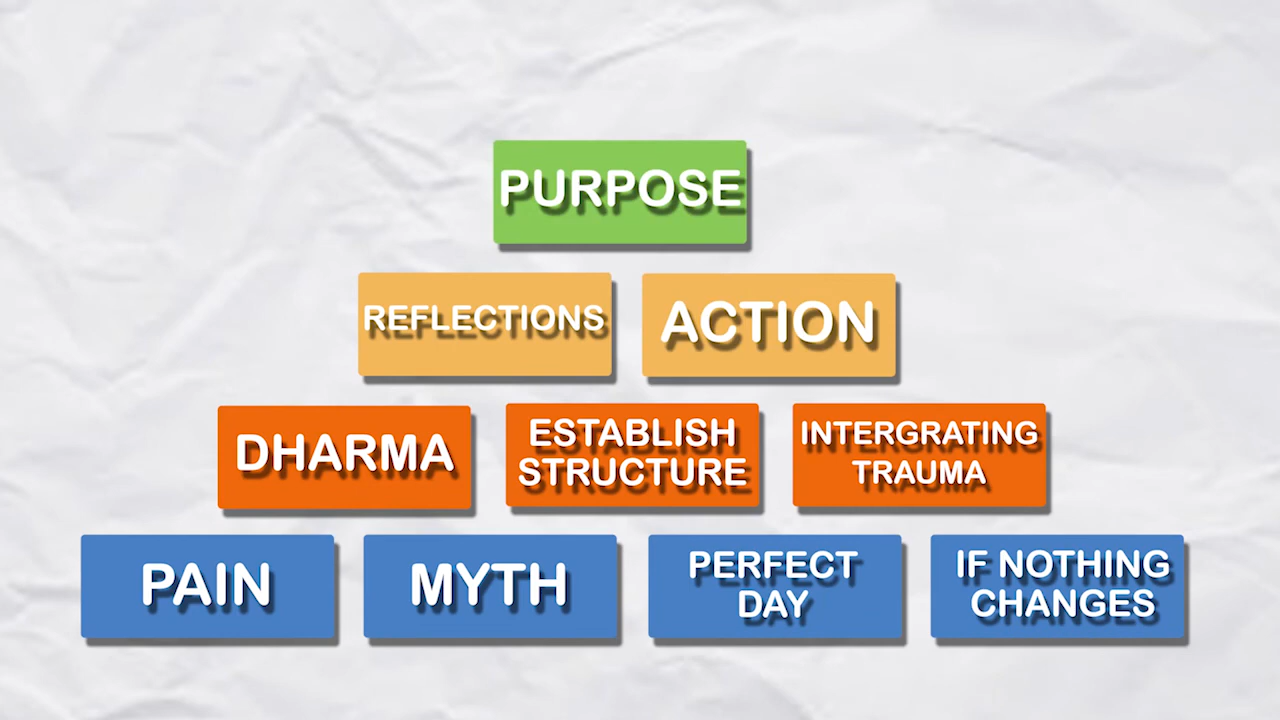 PURPOSE
REFLECTIONS
ACTION
DHARMA
ESTABLISH
STRUCTURE
INTERGRATING
TRAUMA
PAIN
MYTH
PERFECT
DAY
IF NOTHING
CHANGES